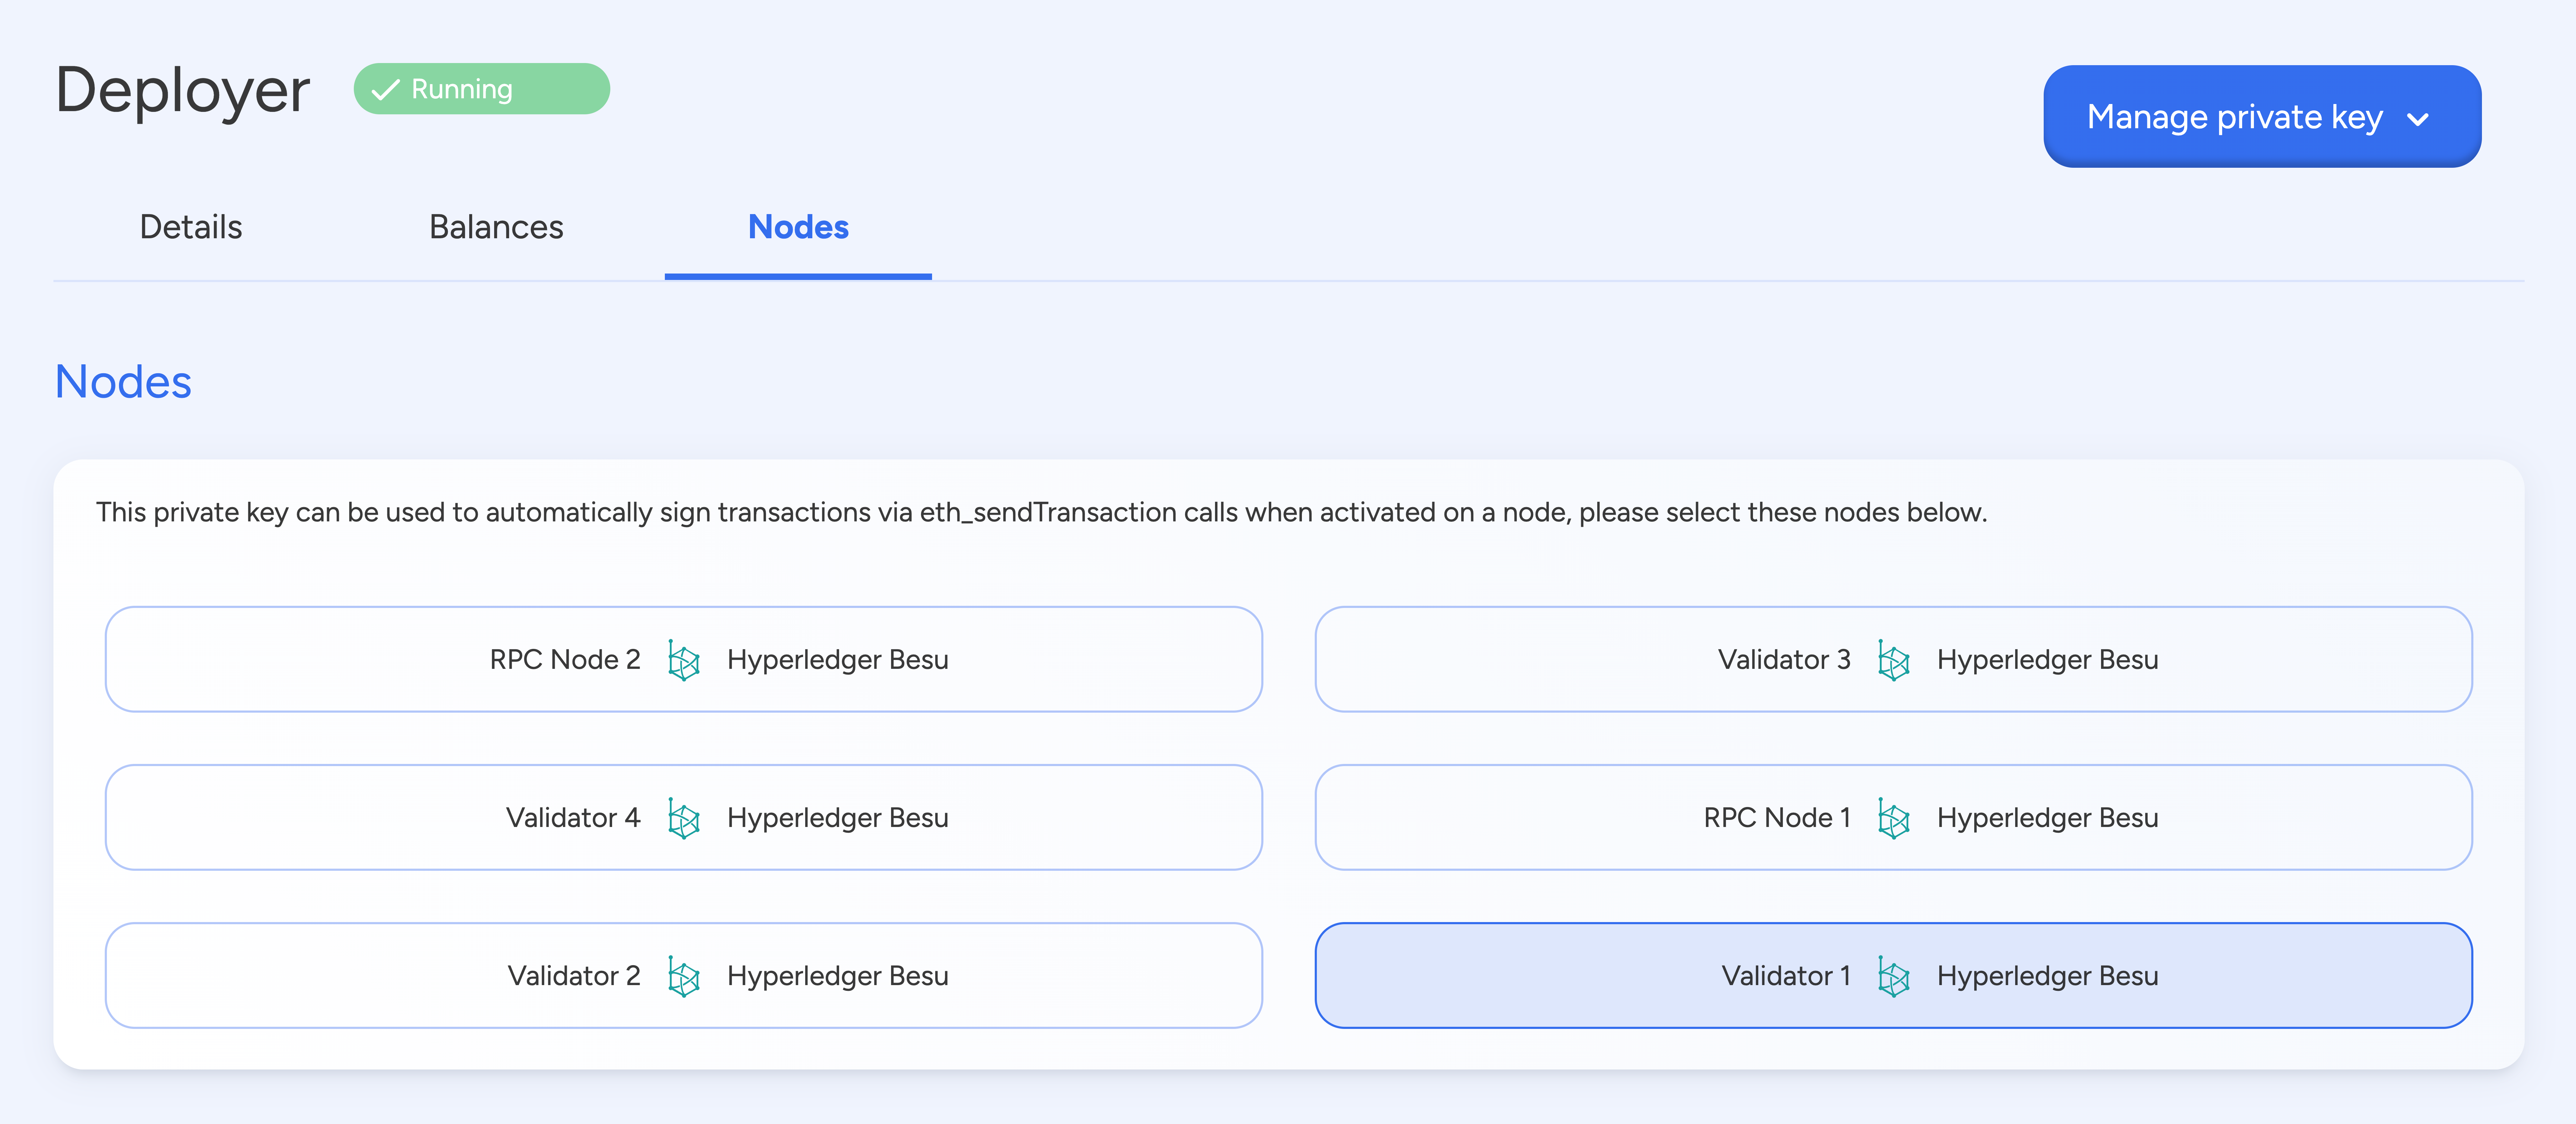 Deployer
Running
Manage private key
Details
Balances
Nodes
Nodes
This private key can be used to automatically sign transactions via eth_sendTransaction calls when activated on a node, please select these nodes below.
RPC Node 2 Hyperledger Besu
Validator 3 Hyperledger Besu
Validator 4 Hyperledger Besu
RPC Node 1 Hyperledger Besu
Validator 2 Hyperledger Besu
Validator 1 Hyperledger Besu